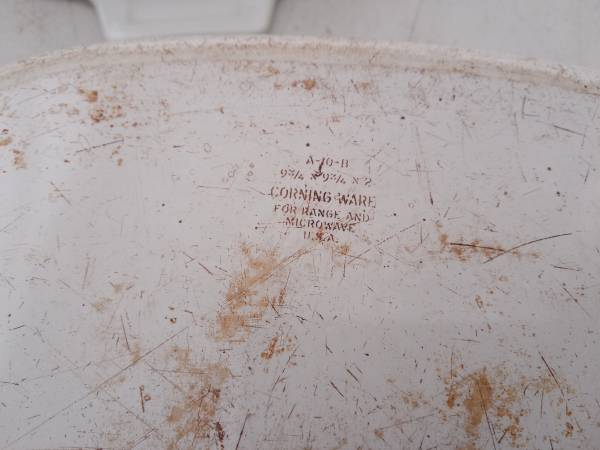 A-10-B
9¾ x 9¾ x 2
CORNING WARE
FOR RANGE AND
MICROWAVE
U.S.A.